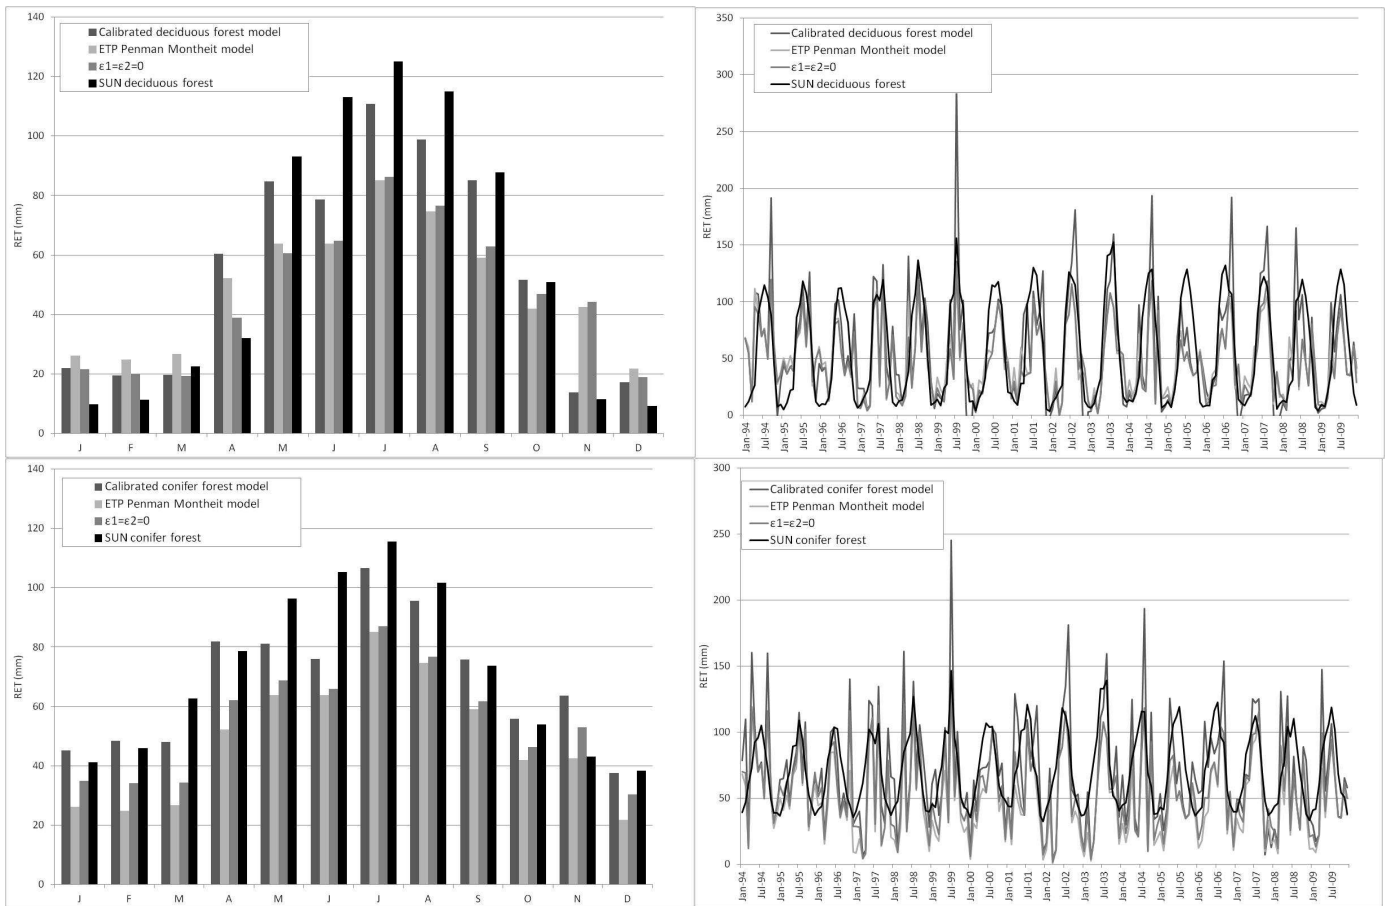 140
120
100
80
60
40
20
0
RET (mm)
Calibrated deciduous forest model
ETP Penman Montheit model
ε1=ε2=0
SUN deciduous forest
J F M A M J J A S O N D
350
300
250
200
150
100
50
0
RET (mm)
Calibrated deciduous forest model
ETP Penman Montheit model
ε1=ε2=0
SUN deciduous forest
Jan-94
Jul-94
Jan-95
Jul-95
Jan-96
Jul-96
Jan-97
Jul-97
Jan-98
Jul-98
Jan-99
Jul-99
Jan-00
Jul-00
Jan-01
Jul-01
Jan-02
Jul-02
Jan-03
Jul-03
Jan-04
Jul-04
Jan-05
Jul-05
Jan-06
Jul-06
Jan-07
Jul-07
Jan-08
Jul-08
Jan-09
Jul-09
140
120
100
80
60
40
20
0
RET (mm)
Calibrated conifer forest model
ETP Penman Montheit model
ε1=ε2=0
SUN conifer forest
J F M A M J J A S O N D
300
250
200
150
100
50
0
RET (mm)
Calibrated conifer forest model
ETP Penman Montheit model
ε1=ε2=0
SUN conifer forest
Jan-94
Jul-94
Jan-95
Jul-95
Jan-96
Jul-96
Jan-97
Jul-97
Jan-98
Jul-98
Jan-99
Jul-99
Jan-00
Jul-00
Jan-01
Jul-01
Jan-02
Jul-02
Jan-03
Jul-03
Jan-04
Jul-04
Jan-05
Jul-05
Jan-06
Jul-06
Jan-07
Jul-07
Jan-08
Jul-08
Jan-09
Jul-09